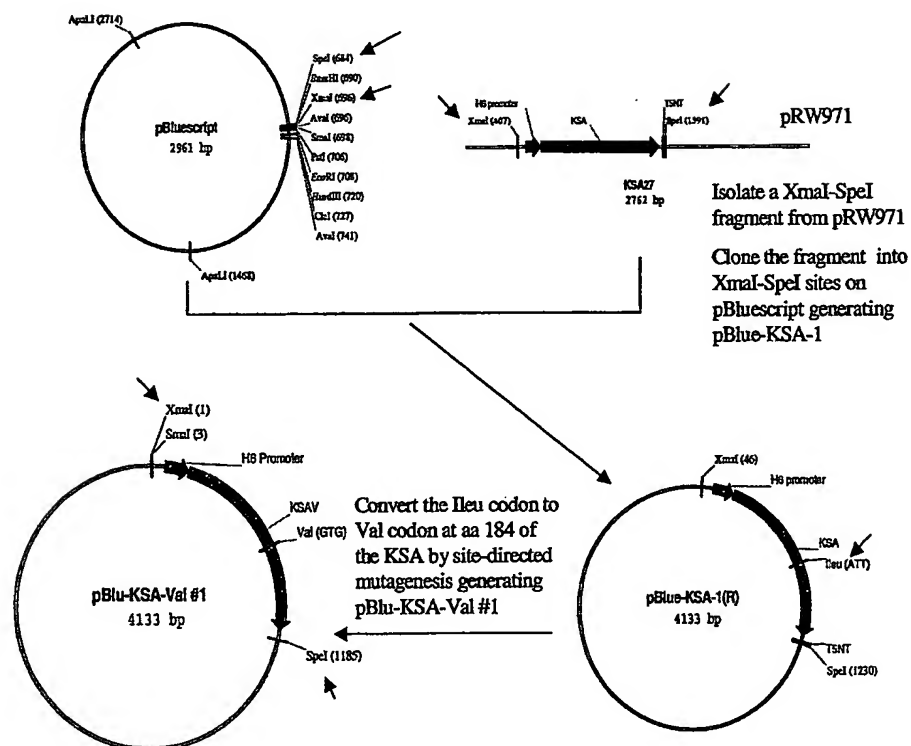 ApaLI (2714)
SpeI (684)
BamHI (690)
XmaI (696)
AvaI (696)
SmaI (698)
PstI (706)
EcoRI (708)
HindIII (720)
ClaI (727)
AvaI (741)
pBluescript
2961 bp
ApaLI (1468)
H6 promoter
XmaI (407)
KSA
TSNT
SpeI (1591)
pRW971
KSA27
2762 bp
Isolate a XmaI-SpeI
fragment from pRW971
Clone the fragment into
XmaI-SpeI sites on
pBluescript generating
pBlue-KSA-1
XmaI (1)
SmaI (3)
H6 Promoter
KSAV
Val (GTG)
pBlu-KSA-Val #1
4133 bp
SpeI (1185)
Convert the Ileu codon to
Val codon at aa 184 of
the KSA by site-directed
mutagenesis generating
pBlu-KSA-Val #1
XmaI (46)
H6 promoter
KSA
Ileu (ATT)
pBlue-KSA-1(R)
4133 bp
TSNT
SpeI (1230)